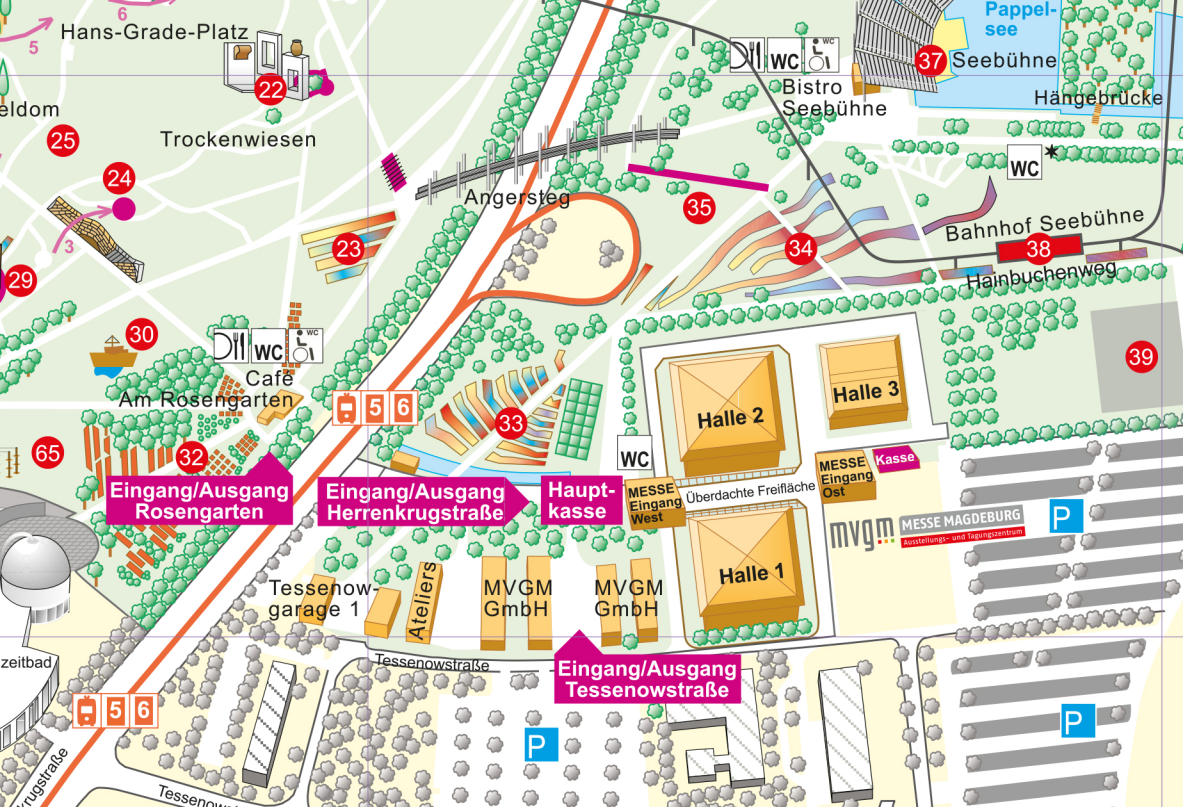 6
5
Hans-Grade-Platz
22
eldom
25
Trockenwiesen
24
3
29
Angersteg
23
30
WC
WC
Café
Am Rosengarten
5 6
65
32
Eingang/Ausgang
Rosengarten
Eingang/Ausgang
Herrenkrugstraße
Haupt-
kasse
33
WC
WC
WC
Bistro
Seebühne
Pappel-
see
37
Seebühne
Hängebrücke
WC
35
34
Bahnhof Seebühne
38
Hainbuchenweg
39
Halle 2
Halle 3
MESSE
Eingang
West
Überdachte Freifläche
MESSE
Eingang
Ost
Kasse
mvgm
MESSE MAGDEBURG
Ausstellungs- und Tagungszentrum
P
Halle 1
Tessenow-
garage 1
Ateliers
MVGM
GmbH
MVGM
GmbH
Tessenowstraße
Eingang/Ausgang
Tessenowstraße
zeitbad
5 6
P
P
krugstraße
Tessenow